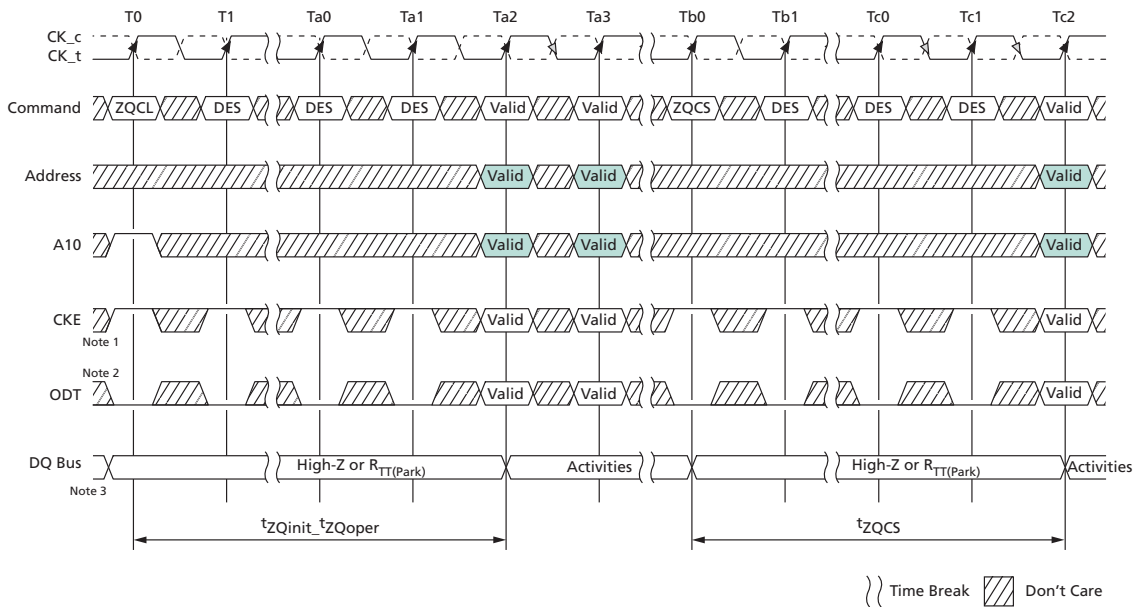 T0 T1 Ta0 Ta1 Ta2 Ta3 Tb0 Tb1 Tc0 Tc1 Tc2
CK_c
CK_t
Command ZQCL DES DES DES Valid Valid ZQCS DES DES DES Valid
Address Valid Valid Valid
A10 Valid Valid Valid
CKE Valid Valid Valid
Note 1
Note 2
ODT Valid Valid Valid
DQ Bus High-Z or RTT(Park) Activities High-Z or RTT(Park) Activities
Note 3
tZQinit_tZQoper tZQCS
Time Break Don't Care